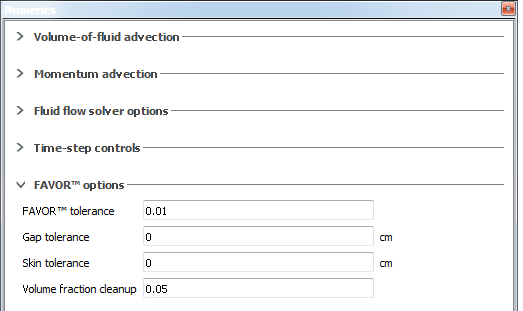 Numerics
Volume-of-fluid advection
Momentum advection
Fluid flow solver options
Time-step controls
FAVOR™ options
FAVOR™ tolerance 0.01
Gap tolerance 0 cm
Skin tolerance 0 cm
Volume fraction cleanup 0.05